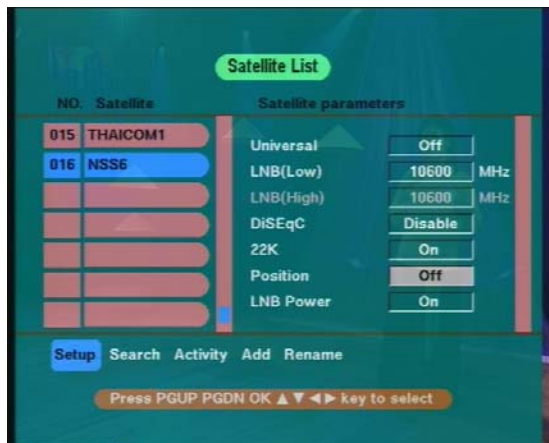 Satellite List
NO. Satellite Satellite parameters
015 THAICOM1
016 NSS6
Universal Off
LNB(Low) 10600 MHz
LNB(High) 10600 MHz
DiSEqC Disable
22K On
Position Off
LNB Power On
Setup Search Activity Add Rename
Press PGUP PGDN OK ▲▼◀▶ key to select